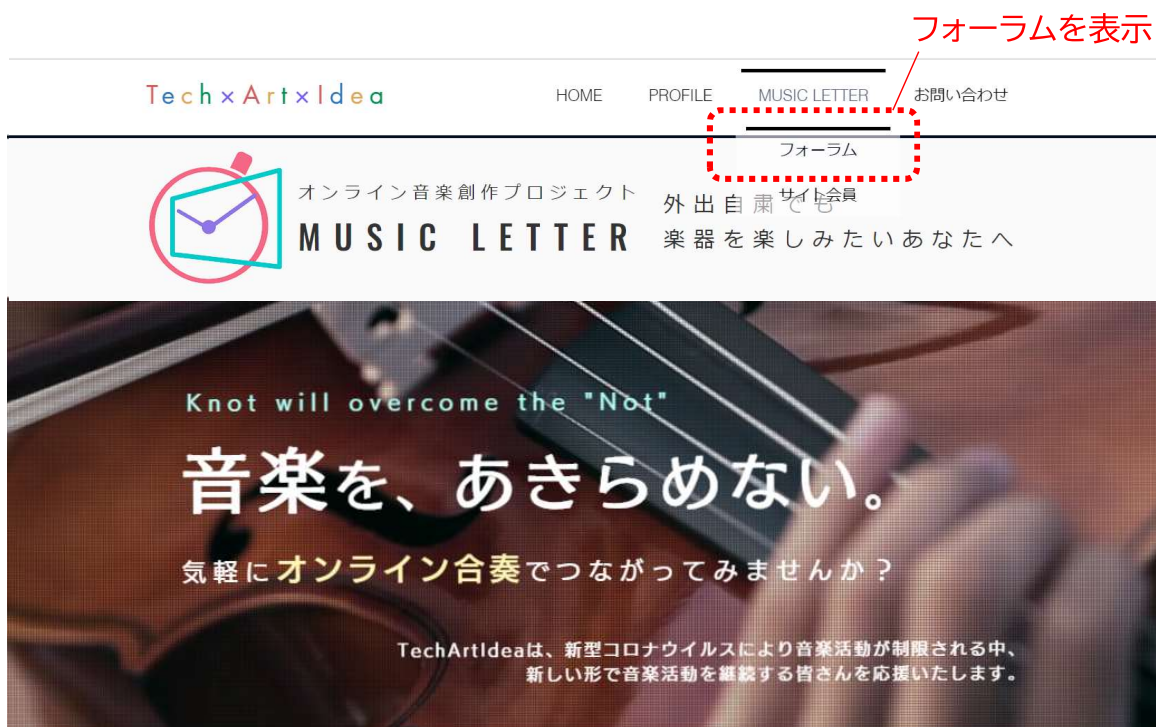 フォーラムを表示
Tech×Art×Idea
HOME PROFILE MUSIC LETTER お問い合わせ
フォーラム
サイト会員
オンライン音楽創作プロジェクト
MUSIC LETTER
外出自粛でも
楽器を楽しみたいあなたへ
Knot will overcome the "Not"
音楽を、あきらめない。
気軽にオンライン合奏でつながってみませんか？
TechArtIdeaは、新型コロナウイルスにより音楽活動が制限される中、
新しい形で音楽活動を継続する皆さんを応援いたします。